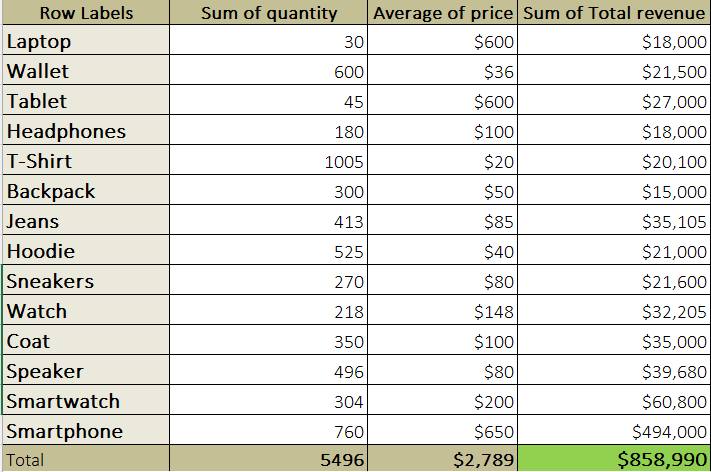 Row Labels Sum of quantity Average of price Sum of Total revenue
Laptop 30 $600 $18,000
Wallet 600 $36 $21,500
Tablet 45 $600 $27,000
Headphones 180 $100 $18,000
T-Shirt 1005 $20 $20,100
Backpack 300 $50 $15,000
Jeans 413 $85 $35,105
Hoodie 525 $40 $21,000
Sneakers 270 $80 $21,600
Watch 218 $148 $32,205
Coat 350 $100 $35,000
Speaker 496 $80 $39,680
Smartwatch 304 $200 $60,800
Smartphone 760 $650 $494,000
Total 5496 $2,789 $858,990